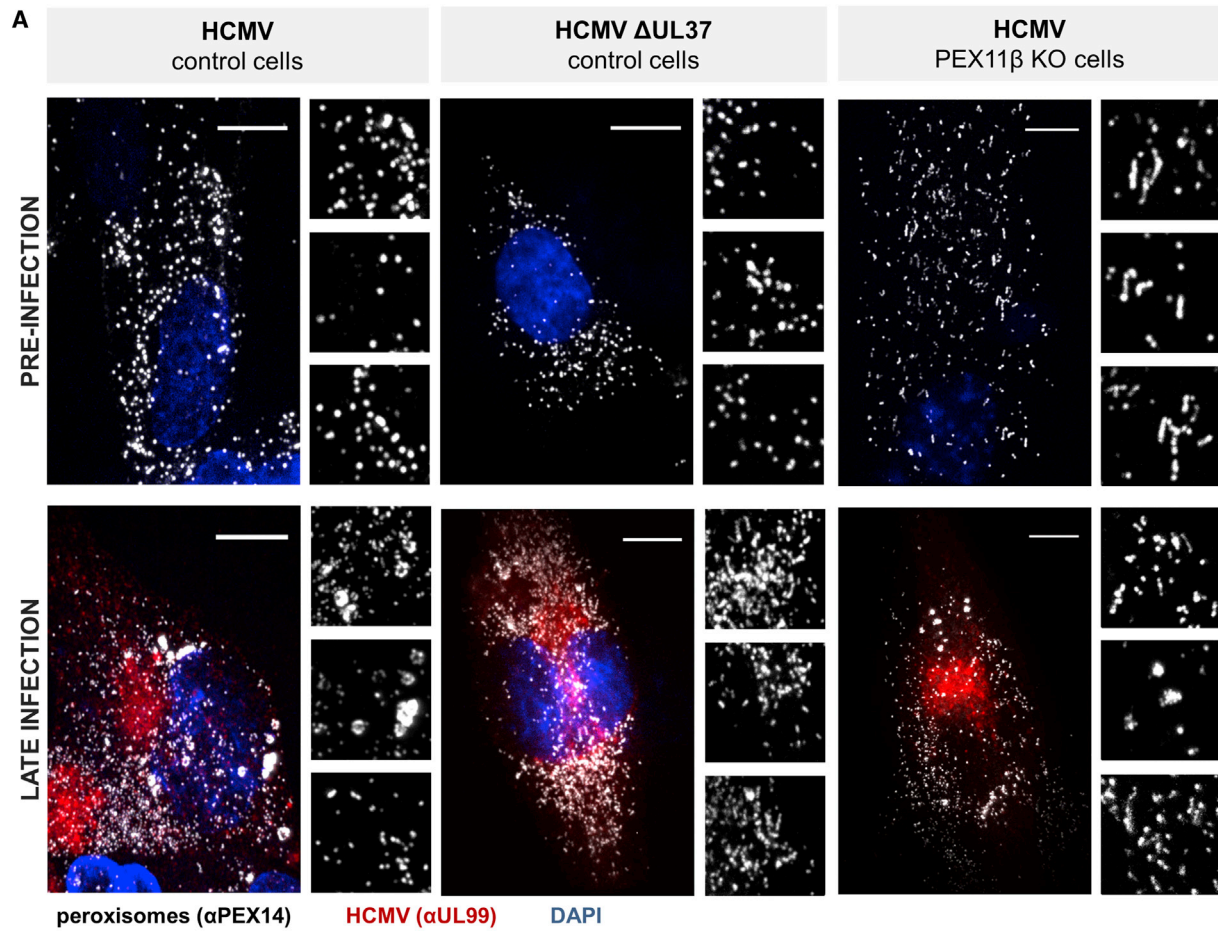 A
HCMV
control cells
HCMV ΔUL37
control cells
HCMV
PEX11β KO cells
PRE-INFECTION
LATE INFECTION
peroxisomes (αPEX14)
HCMV (αUL99)
DAPI